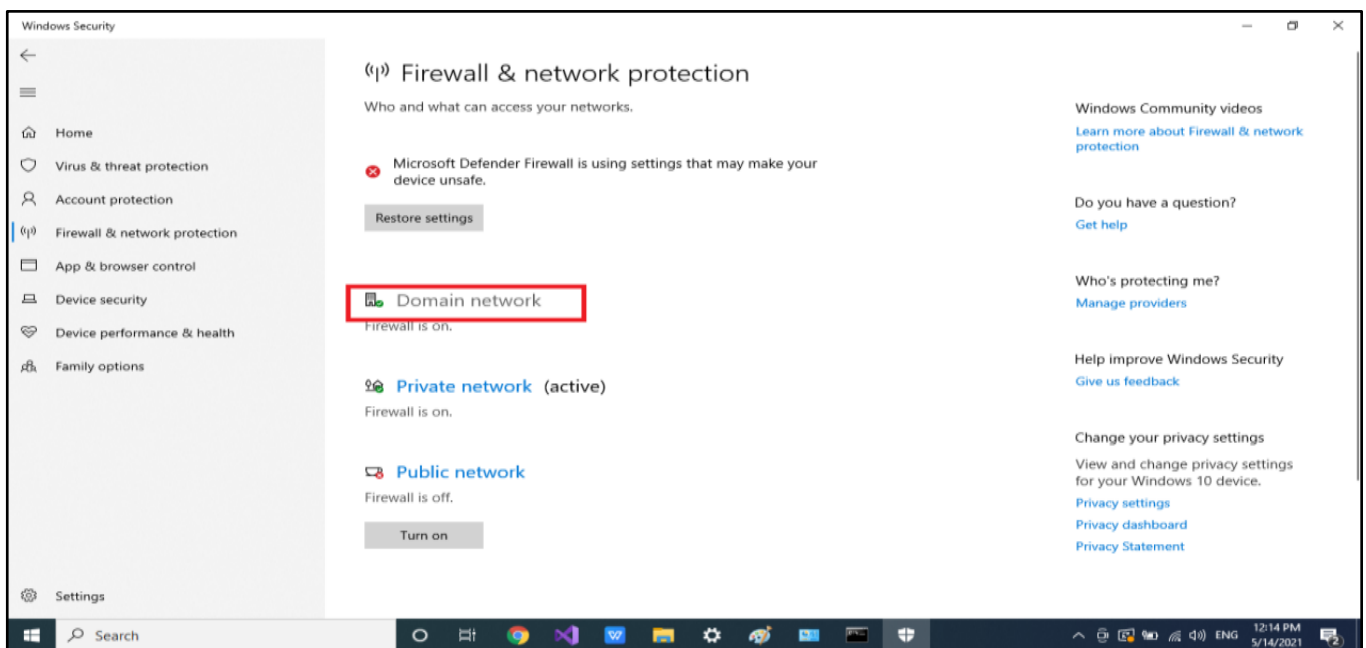 Windows Security
Home
Virus & threat protection
Account protection
Firewall & network protection
App & browser control
Device security
Device performance & health
Family options
Settings
Firewall & network protection
Who and what can access your networks.
Microsoft Defender Firewall is using settings that may make your
device unsafe.
Restore settings
Domain network
Firewall is on.
Private network (active)
Firewall is on.
Public network
Firewall is off.
Turn on
Windows Community videos
Learn more about Firewall & network
protection
Do you have a question?
Get help
Who's protecting me?
Manage providers
Help improve Windows Security
Give us feedback
Change your privacy settings
View and change privacy settings
for your Windows 10 device.
Privacy settings
Privacy dashboard
Privacy Statement
Search
ENG
12:14 PM
5/14/2021
2